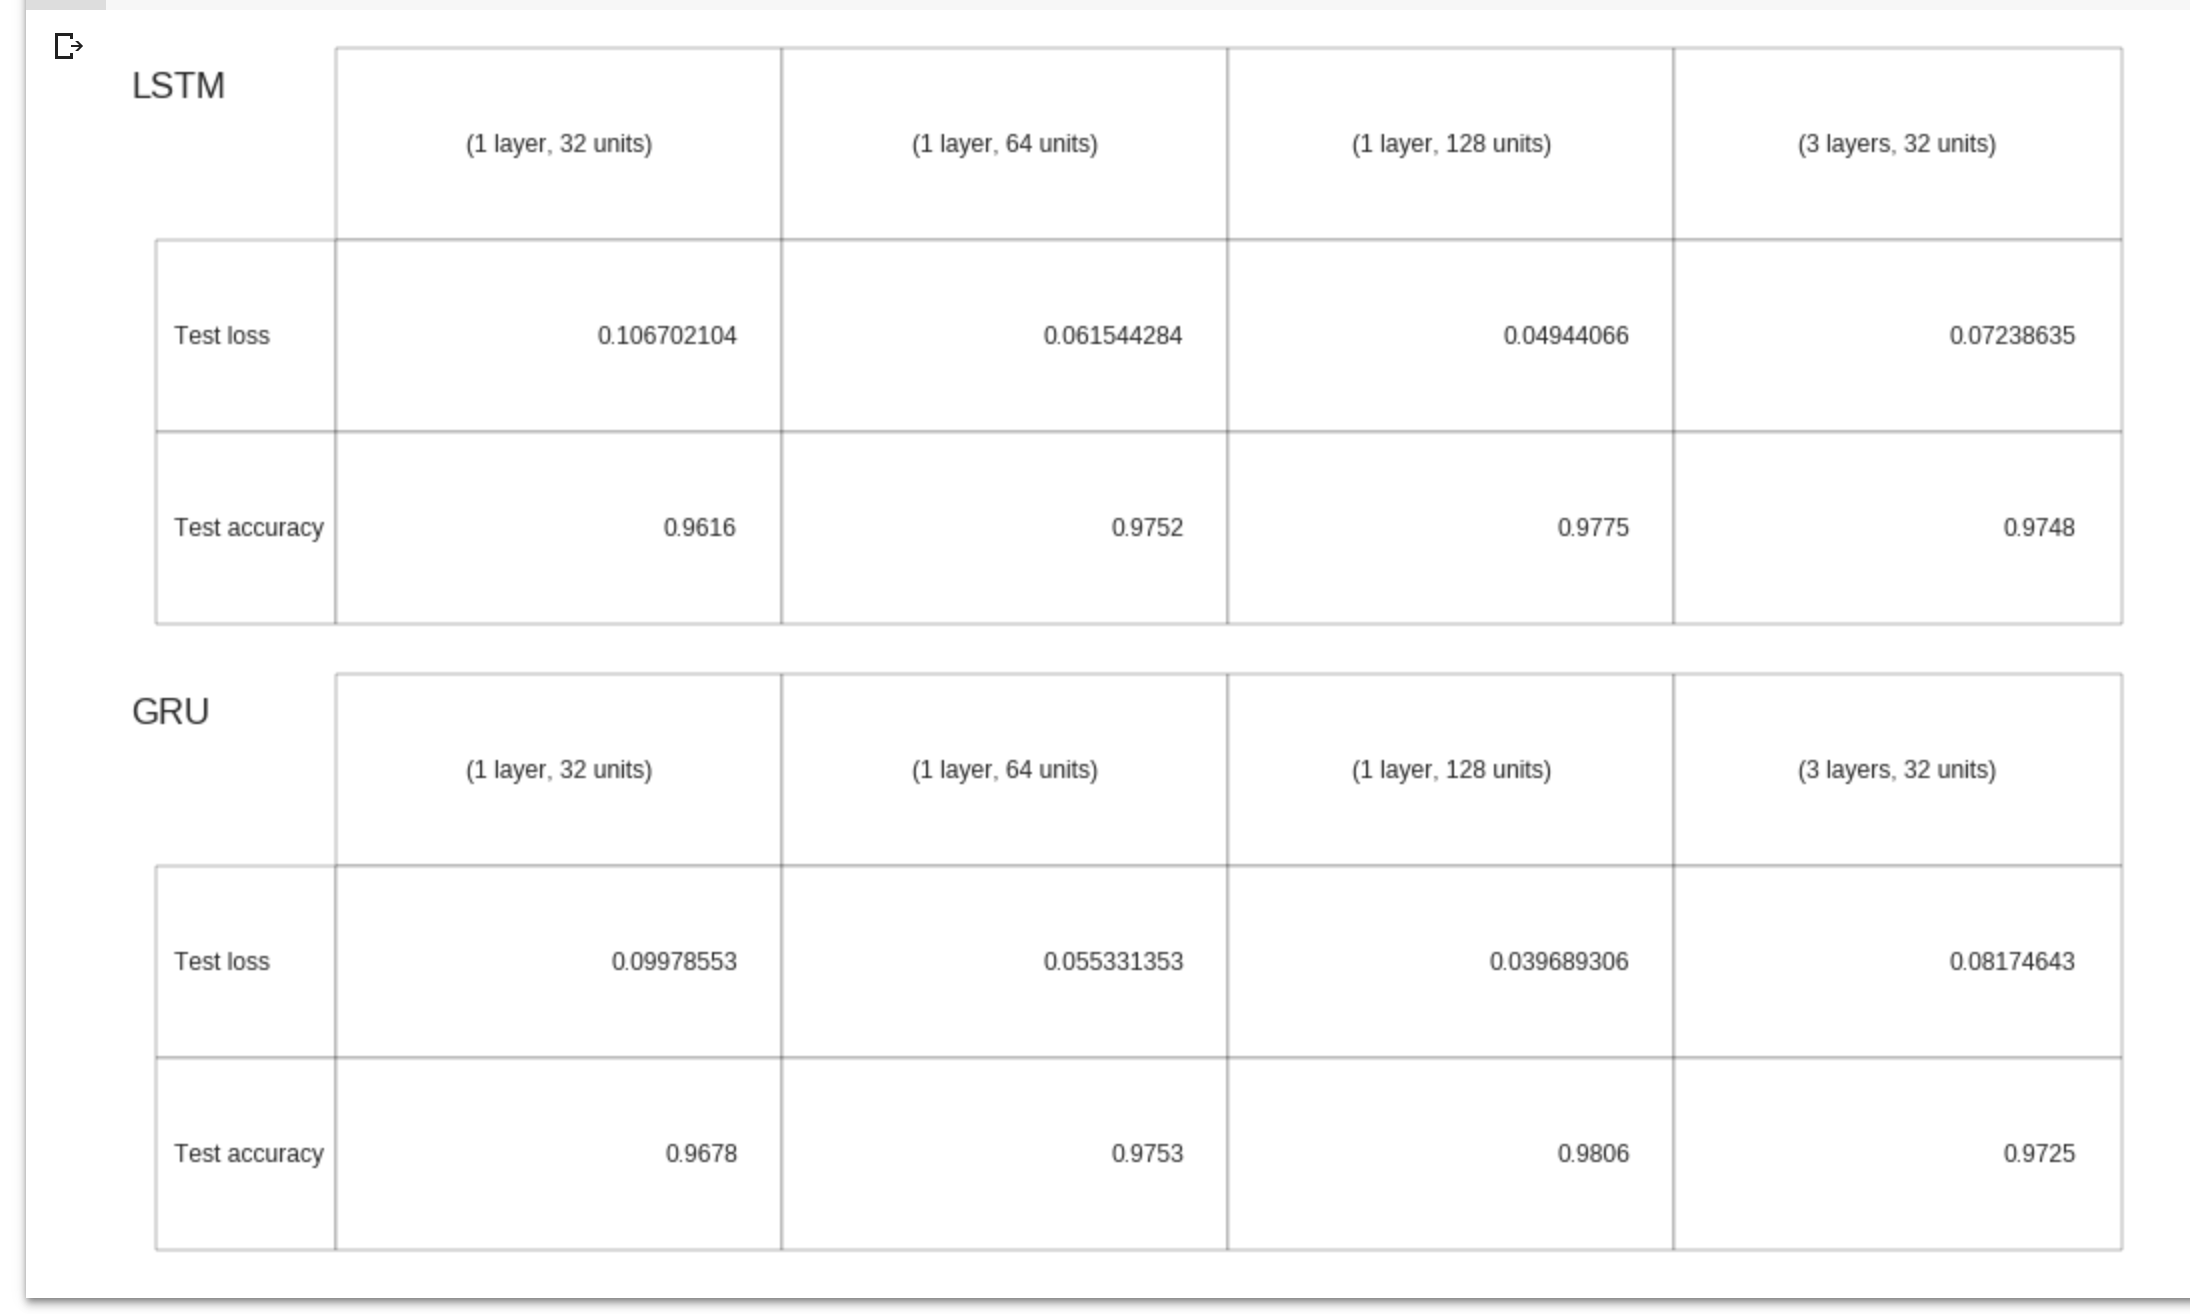 LSTM
(1 layer, 32 units) (1 layer, 64 units) (1 layer, 128 units) (3 layers, 32 units)
Test loss 0.106702104 0.061544284 0.04944066 0.07238635
Test accuracy 0.9616 0.9752 0.9775 0.9748
GRU
(1 layer, 32 units) (1 layer, 64 units) (1 layer, 128 units) (3 layers, 32 units)
Test loss 0.09978553 0.055331353 0.039689306 0.08174643
Test accuracy 0.9678 0.9753 0.9806 0.9725